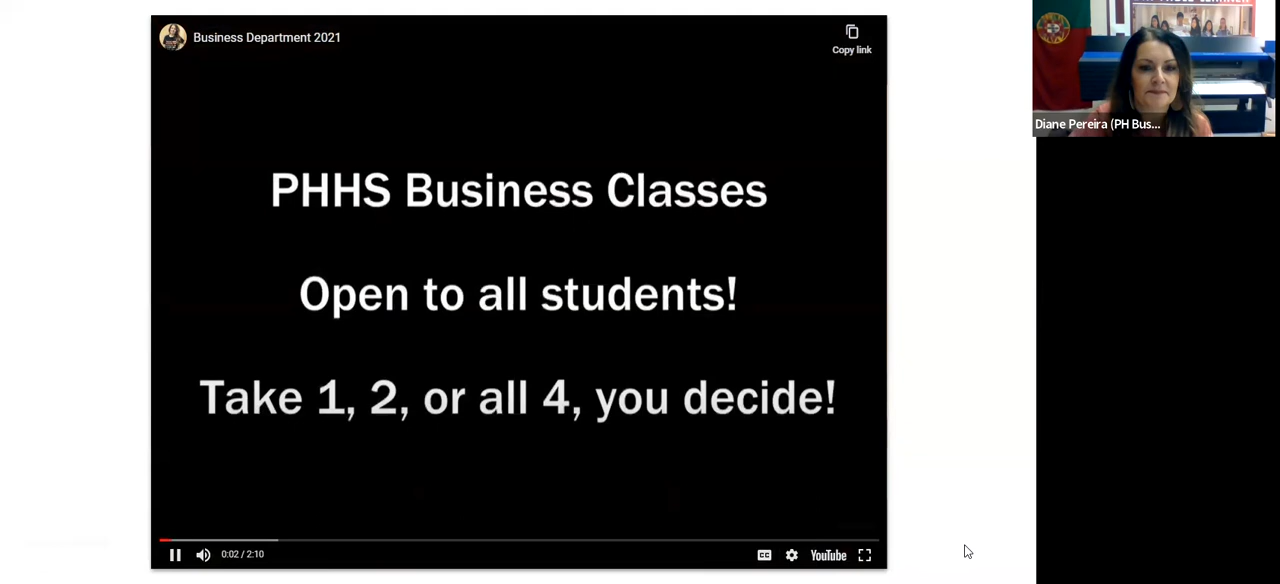 Business Department 2021
Copy link
PHHS Business Classes
Open to all students!
Take 1, 2, or all 4, you decide!
0:02 / 2:10
CC
YouTube
Diane Pereira (PH Bus...